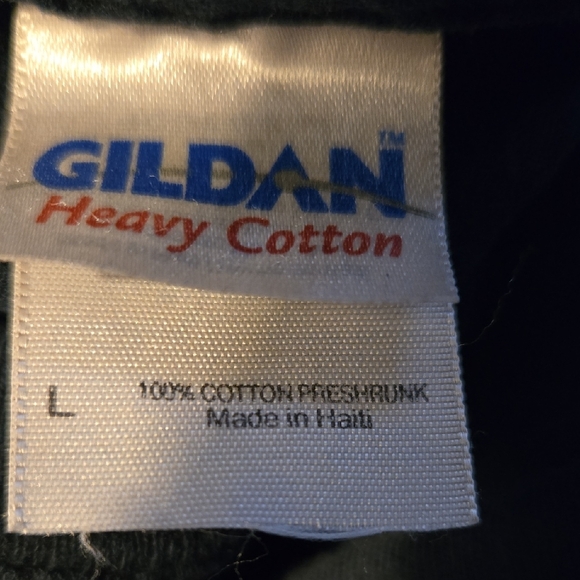 GILDAN™
Heavy Cotton
L
100% COTTON PRESHRUNK
Made in Haiti